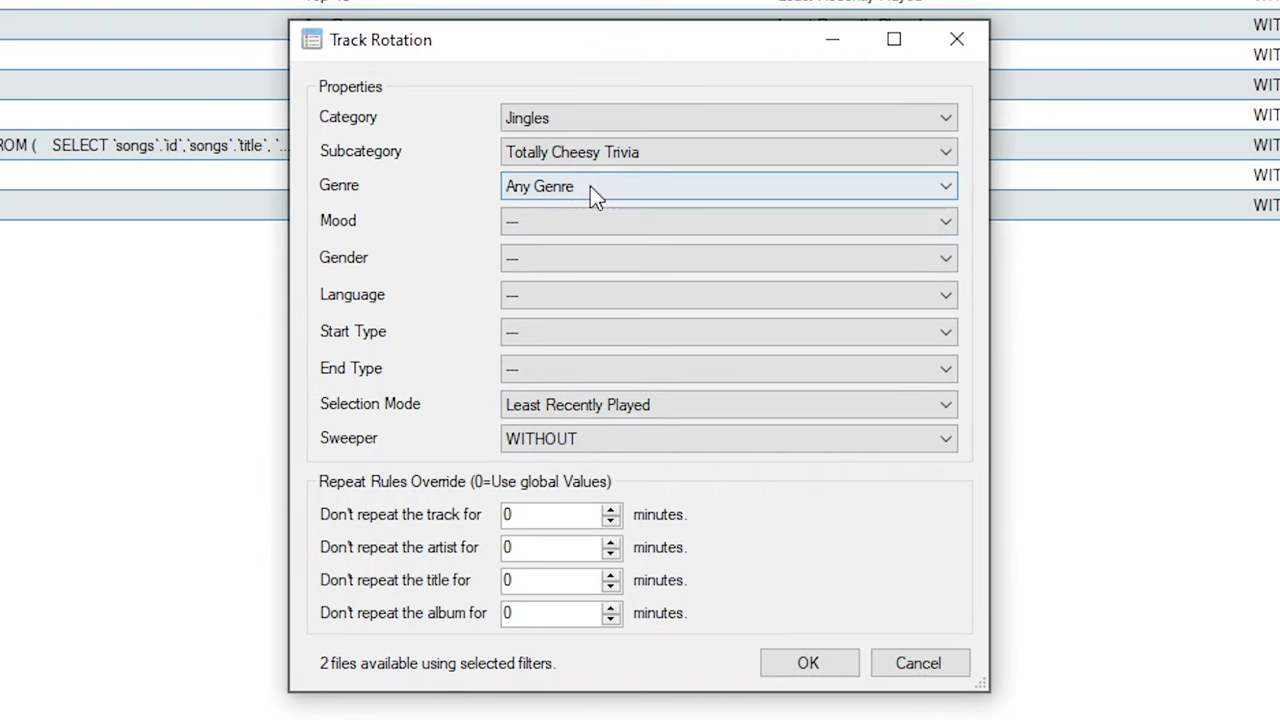 WIT
Track Rotation
WIT
Properties
WIT
Category Jingles
WIT
ROM ( SELECT `songs`.`id`,`songs`.`title`, `...
Subcategory Totally Cheesy Trivia
WIT
Genre Any Genre
WIT
Mood ---
WIT
Gender ---
Language ---
Start Type ---
End Type ---
Selection Mode Least Recently Played
Sweeper WITHOUT
Repeat Rules Override (0=Use global Values)
Don't repeat the track for 0 minutes.
Don't repeat the artist for 0 minutes.
Don't repeat the title for 0 minutes.
Don't repeat the album for 0 minutes.
2 files available using selected filters.
OK
Cancel